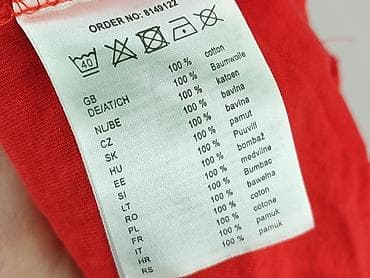 ORDER NO: 8149122
40
GB 100 % cotton
DE/AT/CH 100 % Baumwolle
NL/BE 100 % katoen
CZ 100 % bavlna
SK 100 % bavlna
HU 100 % pamut
EE 100 % Puuvill
SI 100 % bombaž
LT 100 % medvilnė
RO 100 % Bumbac
PL 100 % bawełna
FR 100 % coton
IT 100 % cotone
HR 100 % pamuk
RS 100 % pamuk